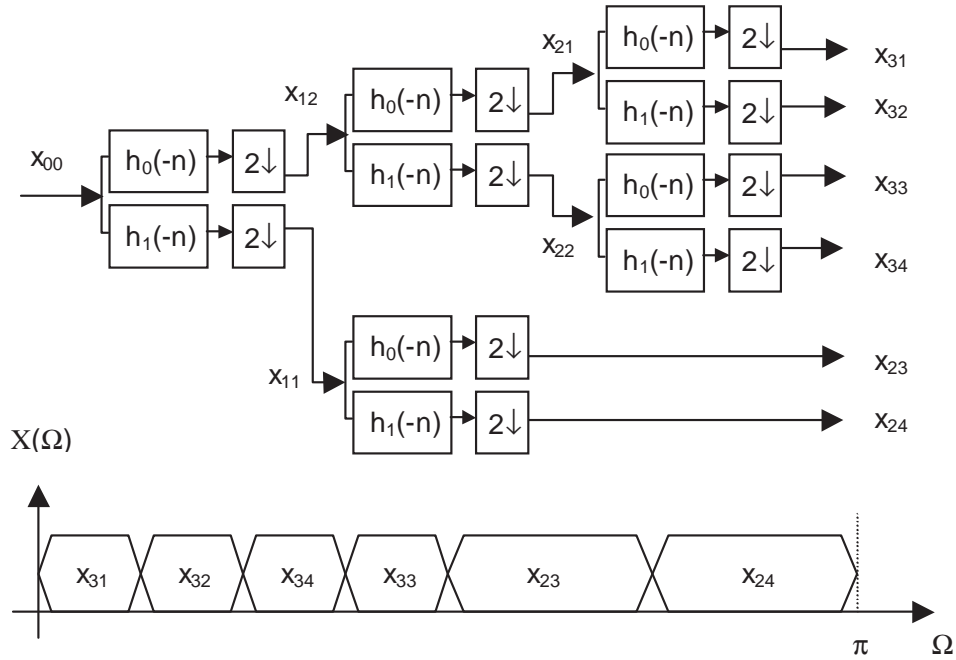 x21 h0(-n) 2↓ x31
x12 h0(-n) 2↓ h1(-n) 2↓ x32
x00 h0(-n) 2↓ h1(-n) 2↓ h0(-n) 2↓ x33
h1(-n) 2↓ x22 h1(-n) 2↓ x34
h0(-n) 2↓ x23
x11
h1(-n) 2↓ x24
X(Ω)
x31 x32 x34 x33 x23 x24
π Ω